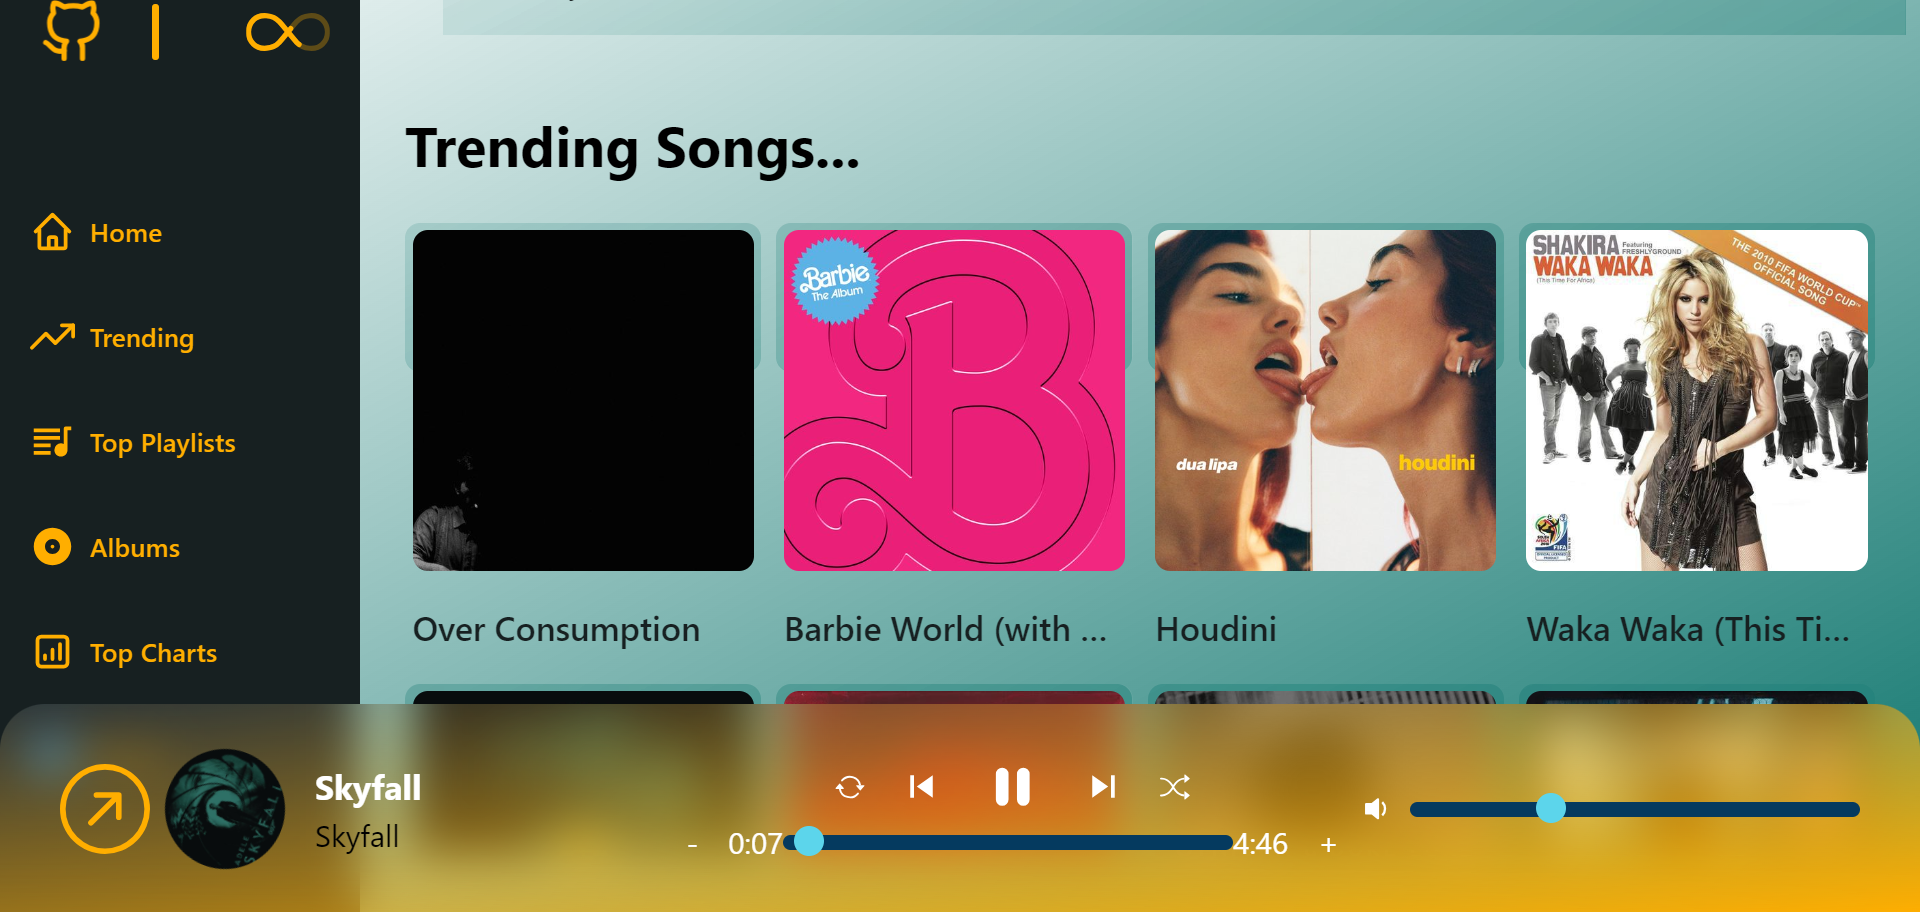 Trending Songs...
Home
Trending
Top Playlists
Albums
Top Charts
Barbie
The Album
dua lipa
houdini
SHAKIRA Featuring
FRESHLYGROUND
WAKA WAKA
(This Time For Africa)
THE 2010 FIFA WORLD CUP™
OFFICIAL SONG
Over Consumption
Barbie World (with ...
Houdini
Waka Waka (This Ti...
SKYFALL
Skyfall
Skyfall
- 0:07 4:46 +